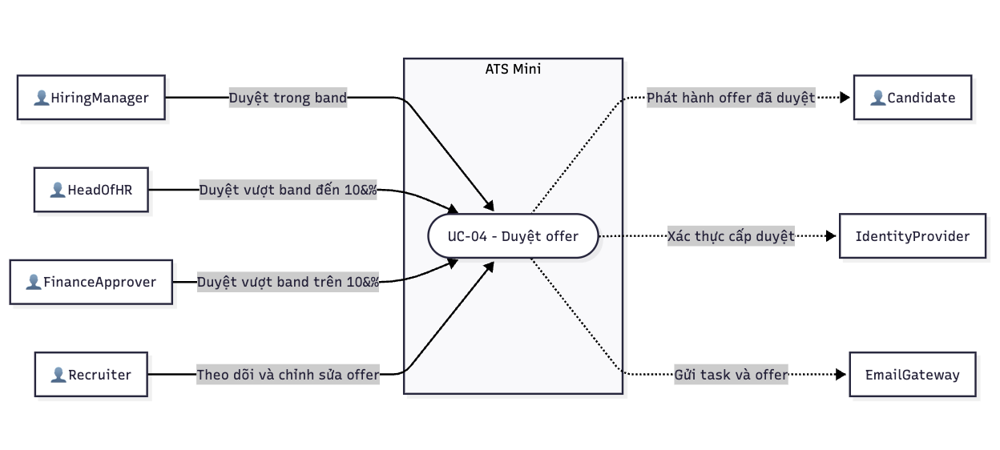 ATS Mini
HiringManager
Duyệt trong band
Phát hành offer đã duyệt
Candidate
HeadOfHR
Duyệt vượt band đến 10&%
UC-04 - Duyệt offer
Xác thực cấp duyệt
IdentityProvider
FinanceApprover
Duyệt vượt band trên 10&%
Recruiter
Theo dõi và chỉnh sửa offer
Gửi task và offer
EmailGateway